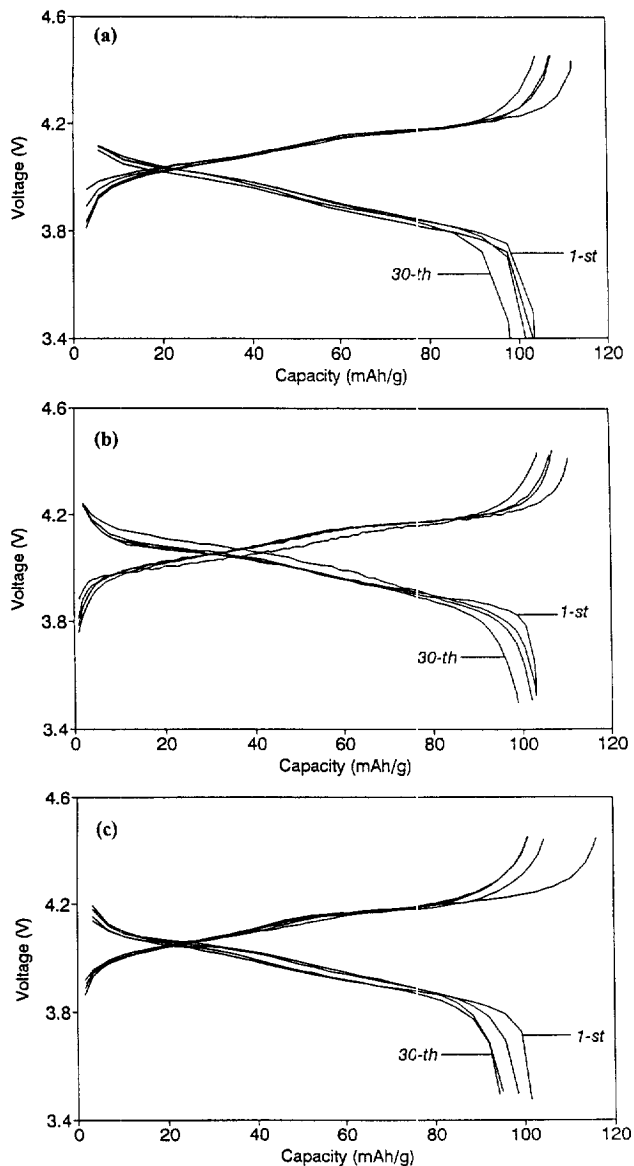 4.6
(a)
4.2
Voltage (V)
3.8
1-st
30-th
3.4
0 20 40 60 80 100 120
Capacity (mAh/g)
4.6
(b)
4.2
Voltage (V)
3.8
1-st
30-th
3.4
20 40 60 80 100 120
Capacity (mAh/g)
4.6
(c)
4.2
Voltage (V)
3.8
1-st
30-th
3.4
0 20 40 60 80 100 120
Capacity (mAh/g)